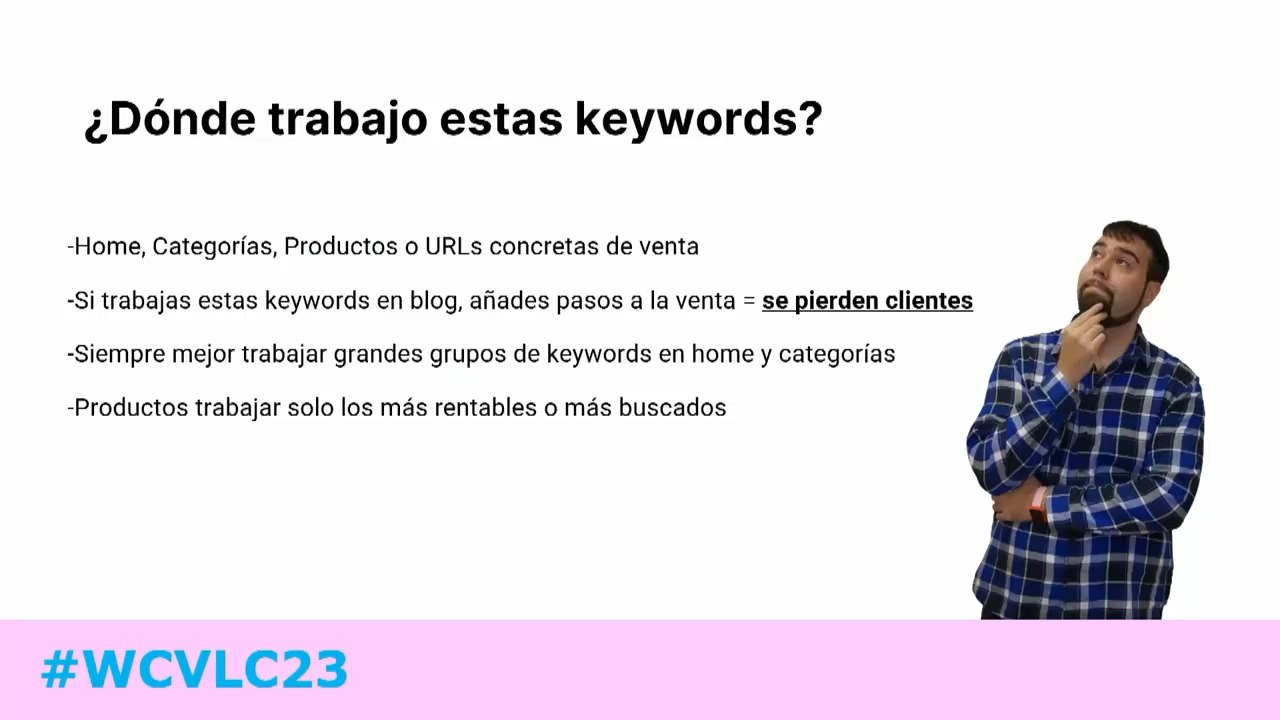 ¿Dónde trabajo estas keywords?
-Home, Categorías, Productos o URLs concretas de venta
-Si trabajas estas keywords en blog, añades pasos a la venta = se pierden clientes
-Siempre mejor trabajar grandes grupos de keywords en home y categorías
-Productos trabajar solo los más rentables o más buscados
#WCVLC23